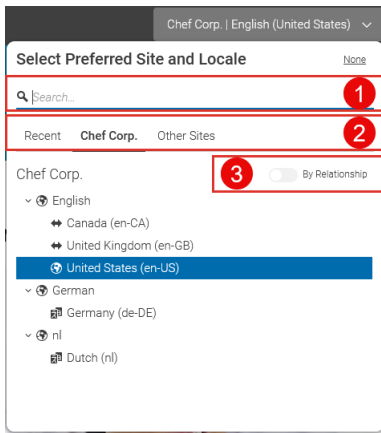 Chef Corp. | English (United States)
Select Preferred Site and Locale None
Search... 1
Recent Chef Corp. Other Sites 2
Chef Corp. 3 By Relationship
English
Canada (en-CA)
United Kingdom (en-GB)
United States (en-US)
German
Germany (de-DE)
nl
Dutch (nl)